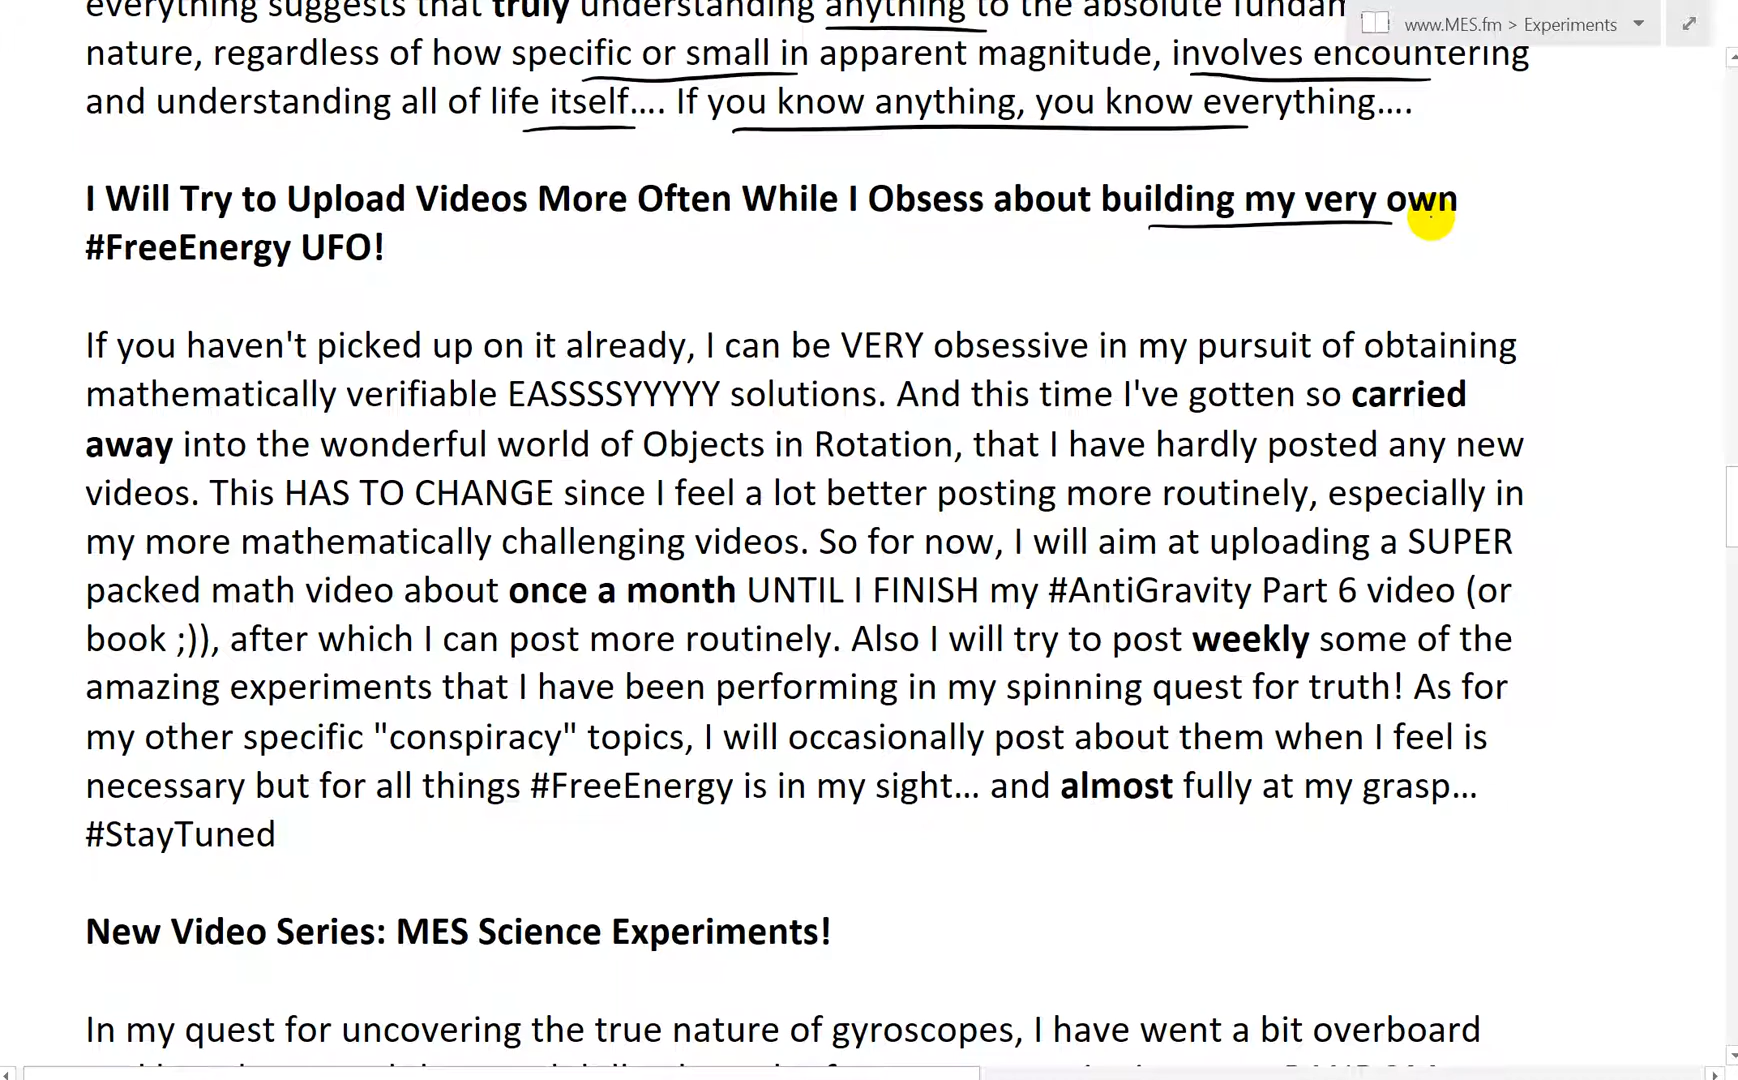 everything suggests that truly understanding anything to the absolute
www.MES.fm > Experiments
nature, regardless of how specific or small in apparent magnitude, involves encountering
and understanding all of life itself.... If you know anything, you know everything....
I Will Try to Upload Videos More Often While I Obsess about building my very own
#FreeEnergy UFO!
If you haven't picked up on it already, I can be VERY obsessive in my pursuit of obtaining
mathematically verifiable EASSSSYYYYY solutions. And this time I've gotten so carried
away into the wonderful world of Objects in Rotation, that I have hardly posted any new
videos. This HAS TO CHANGE since I feel a lot better posting more routinely, especially in
my more mathematically challenging videos. So for now, I will aim at uploading a SUPER
packed math video about once a month UNTIL I FINISH my #AntiGravity Part 6 video (or
book ;)), after which I can post more routinely. Also I will try to post weekly some of the
amazing experiments that I have been performing in my spinning quest for truth! As for
my other specific "conspiracy" topics, I will occasionally post about them when I feel is
necessary but for all things #FreeEnergy is in my sight... and almost fully at my grasp...
#StayTuned
New Video Series: MES Science Experiments!
In my quest for uncovering the true nature of gyroscopes, I have went a bit overboard